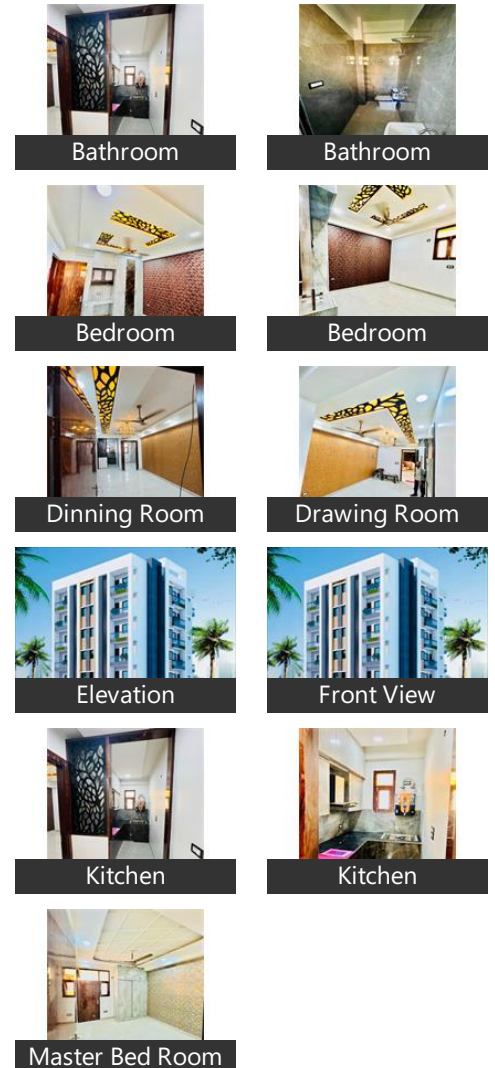 Bathroom
Bathroom
Bedroom
Bedroom
Dinning Room
Drawing Room
Elevation
Front View
Kitchen
Kitchen
Master Bed Room